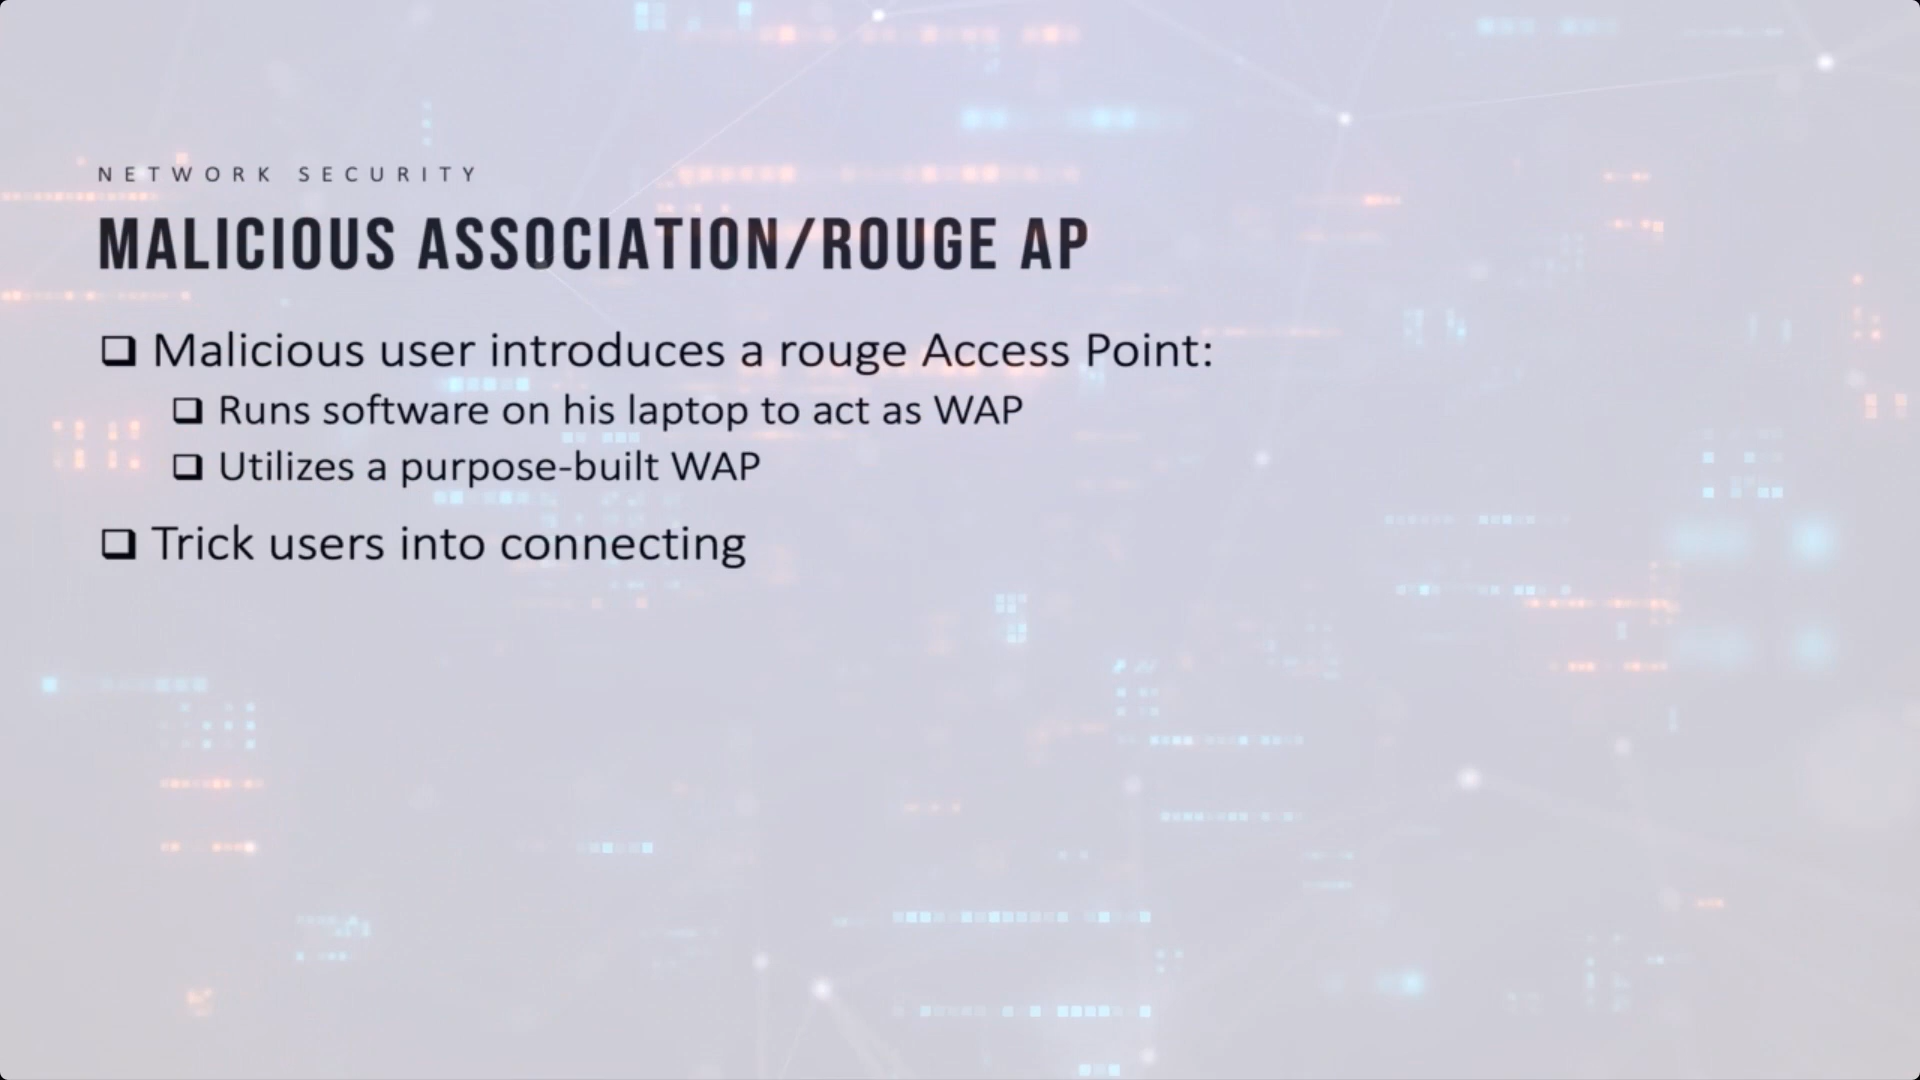 NETWORK SECURITY
MALICIOUS ASSOCIATION/ROUGE AP
❑ Malicious user introduces a rouge Access Point:
❑ Runs software on his laptop to act as WAP
❑ Utilizes a purpose-built WAP
❑ Trick users into connecting